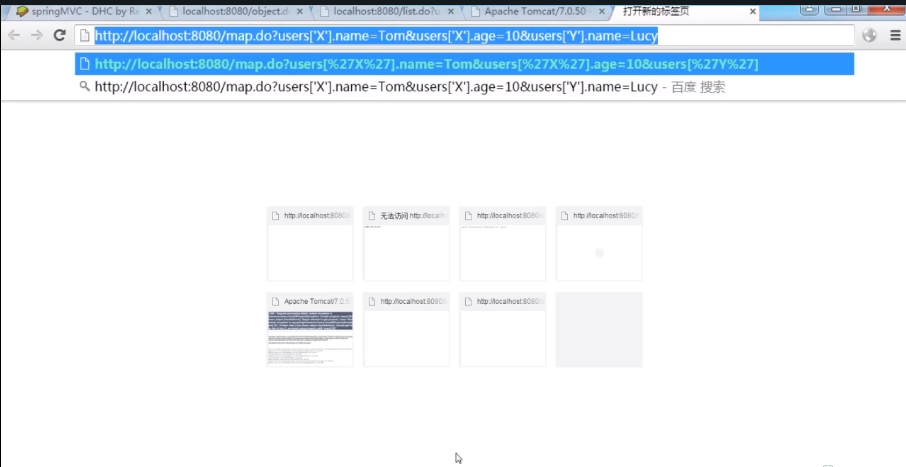 springMVC - DHC by Re
localhost:8080/object.d
localhost:8080/list.do?u
Apache Tomcat/7.0.50
打开新的标签页
http://localhost:8080/map.do?users['X'].name=Tom&users['X'].age=10&users['Y'].name=Lucy
http://localhost:8080/map.do?users[%27X%27].name=Tom&users[%27X%27].age=10&users[%27Y%27]
http://localhost:8080/map.do?users['X'].name=Tom&users['X'].age=10&users['Y'].name=Lucy - 百度 搜索
http://localhost:8080/
无法访问 http://localh
http://localhost:8080/
http://localhost:8080/
Apache Tomcat/7.0.5
http://localhost:8080/
http://localhost:8080/